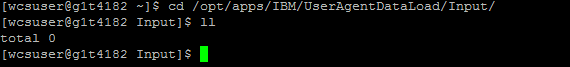 [wcsuser@g1t4182 ~]$ cd /opt/apps/IBM/UserAgentDataLoad/Input/
[wcsuser@g1t4182 Input]$ ll
total 0
[wcsuser@g1t4182 Input]$